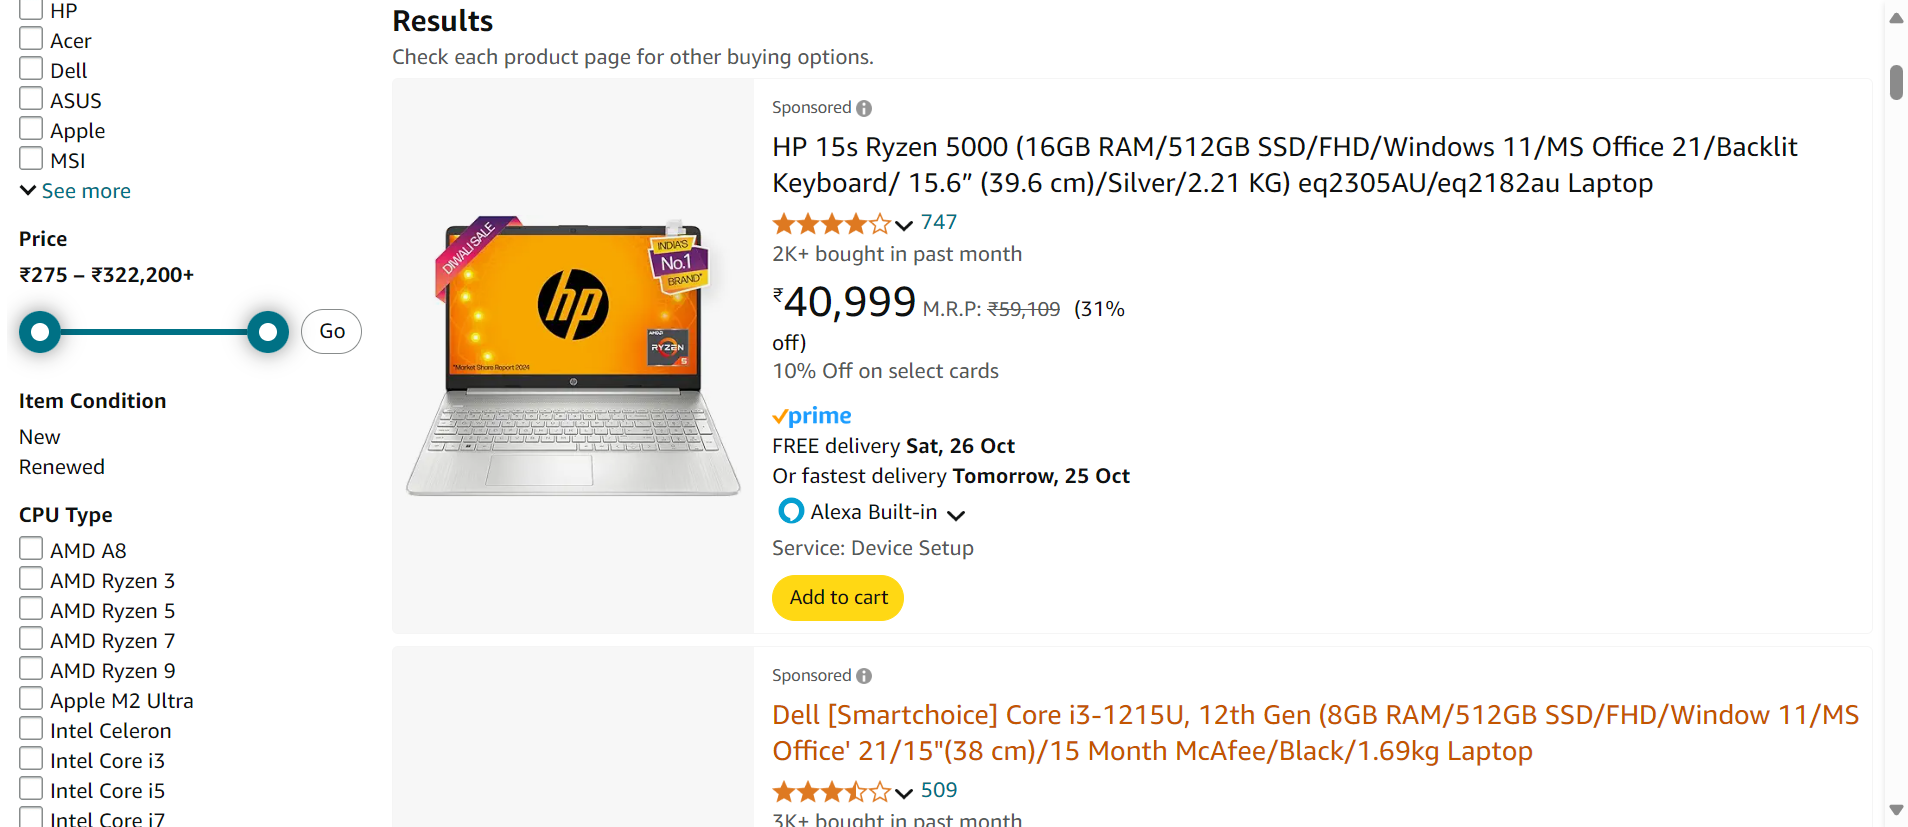 HP
Acer
Dell
ASUS
Apple
MSI
See more
Price
₹275 – ₹322,200+
Go
Item Condition
New
Renewed
CPU Type
AMD A8
AMD Ryzen 3
AMD Ryzen 5
AMD Ryzen 7
AMD Ryzen 9
Apple M2 Ultra
Intel Celeron
Intel Core i3
Intel Core i5
Intel Core i7
Results
Check each product page for other buying options.
DIWALI SALE
INDIA'S
No.1
BRAND*
hp
AMD
RYZEN
5
*Market Share Report 2024
Sponsored
HP 15s Ryzen 5000 (16GB RAM/512GB SSD/FHD/Windows 11/MS Office 21/Backlit
Keyboard/ 15.6” (39.6 cm)/Silver/2.21 KG) eq2305AU/eq2182au Laptop
747
2K+ bought in past month
₹40,999 M.R.P: ₹59,109 (31%
off)
10% Off on select cards
prime
FREE delivery Sat, 26 Oct
Or fastest delivery Tomorrow, 25 Oct
Alexa Built-in
Service: Device Setup
Add to cart
Sponsored
Dell [Smartchoice] Core i3-1215U, 12th Gen (8GB RAM/512GB SSD/FHD/Window 11/MS
Office' 21/15"(38 cm)/15 Month McAfee/Black/1.69kg Laptop
509
3K+ bought in past month